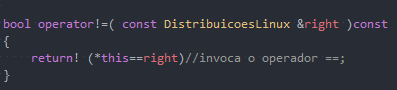 bool operator!=( const DistribuicoesLinux &right )const
{
return! (*this==right)//invoca o operador ==;
}